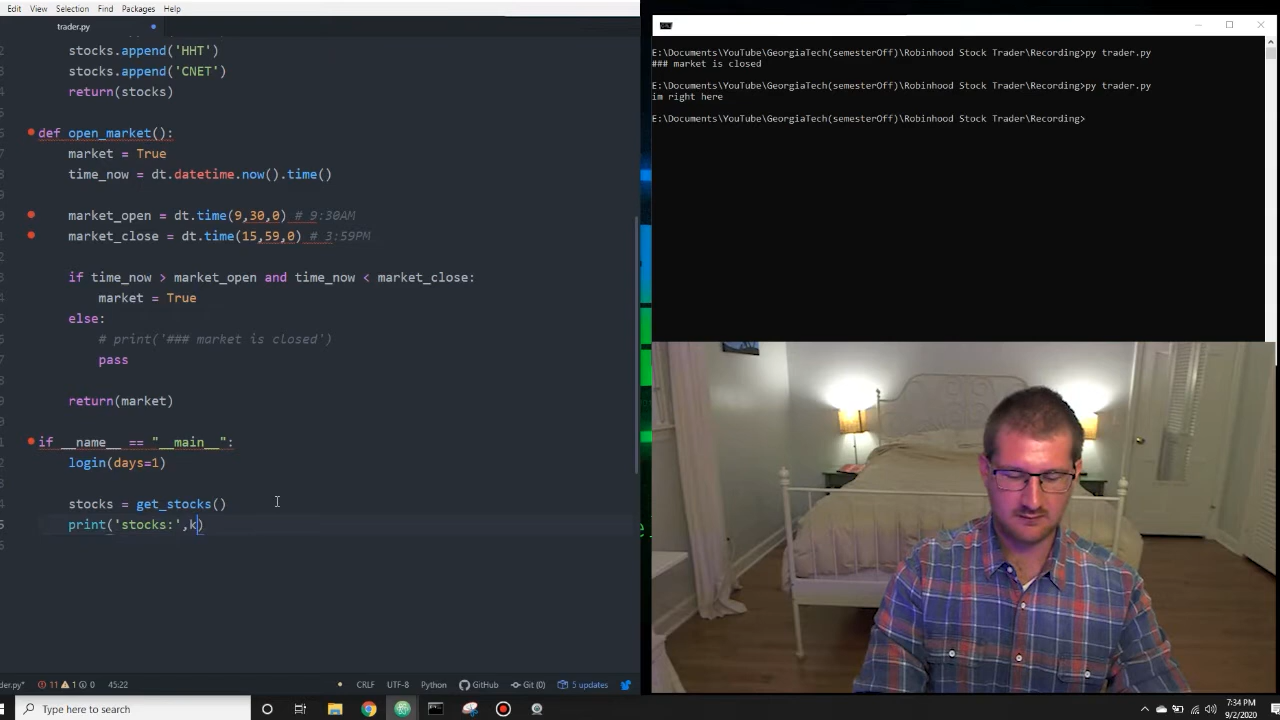 Edit View Selection Find Packages Help
trader.py
stocks.append('HHT')
stocks.append('CNET')
return(stocks)
def open_market():
market = True
time_now = dt.datetime.now().time()
market_open = dt.time(9,30,0) # 9:30AM
market_close = dt.time(15,59,0) # 3:59PM
if time_now > market_open and time_now < market_close:
market = True
else:
# print('### market is closed')
pass
return(market)
if __name__ == "__main__":
login(days=1)
stocks = get_stocks()
print('stocks:',k)
der.py* 11 1 0 45:22 CRLF UTF-8 Python GitHub Git (0) 5 updates
E:\Documents\YouTube\GeorgiaTech(semesterOff)\Robinhood Stock Trader\Recording>py trader.py
### market is closed
E:\Documents\YouTube\GeorgiaTech(semesterOff)\Robinhood Stock Trader\Recording>py trader.py
im right here
E:\Documents\YouTube\GeorgiaTech(semesterOff)\Robinhood Stock Trader\Recording>
Type here to search
7:34 PM
9/2/2020